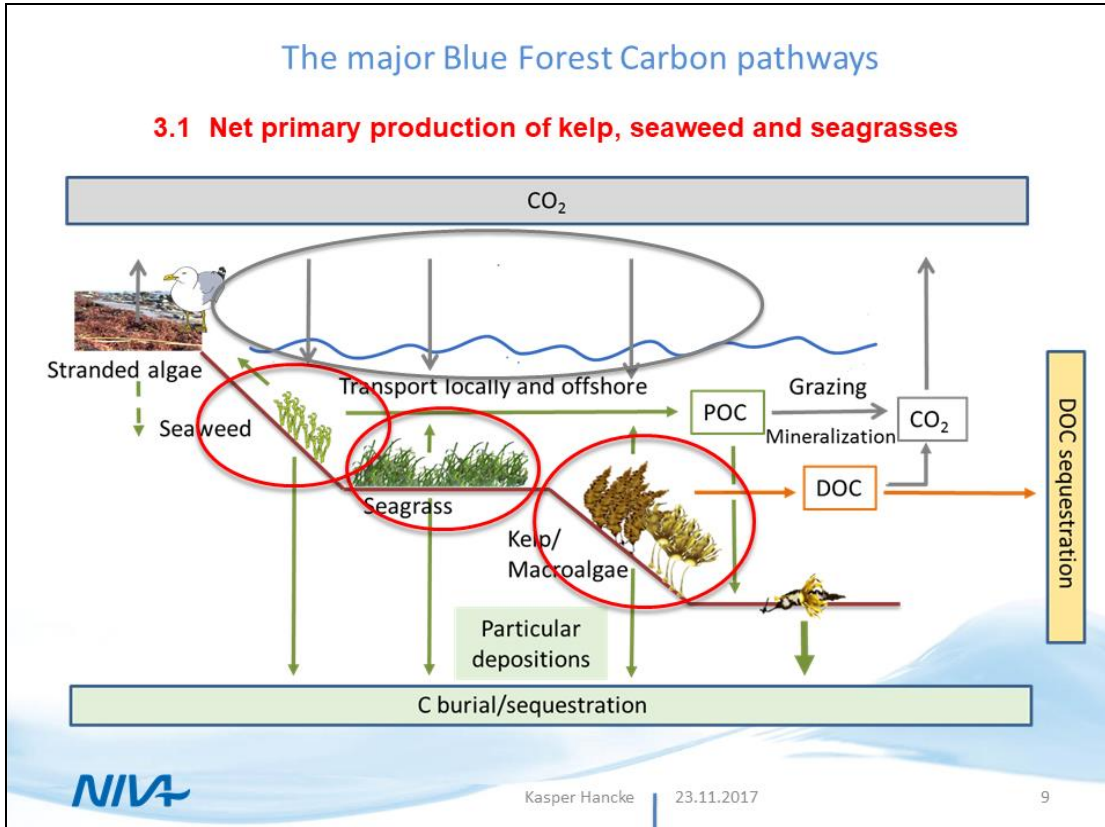 The major Blue Forest Carbon pathways
3.1 Net primary production of kelp, seaweed and seagrasses
CO₂
Stranded algae
Transport locally and offshore
Grazing
Seaweed
POC
CO₂
Mineralization
DOC
Seagrass
Kelp/
Macroalgae
DOC sequestration
Particular
depositions
C burial/sequestration
NIVA
Kasper Hancke
23.11.2017
9